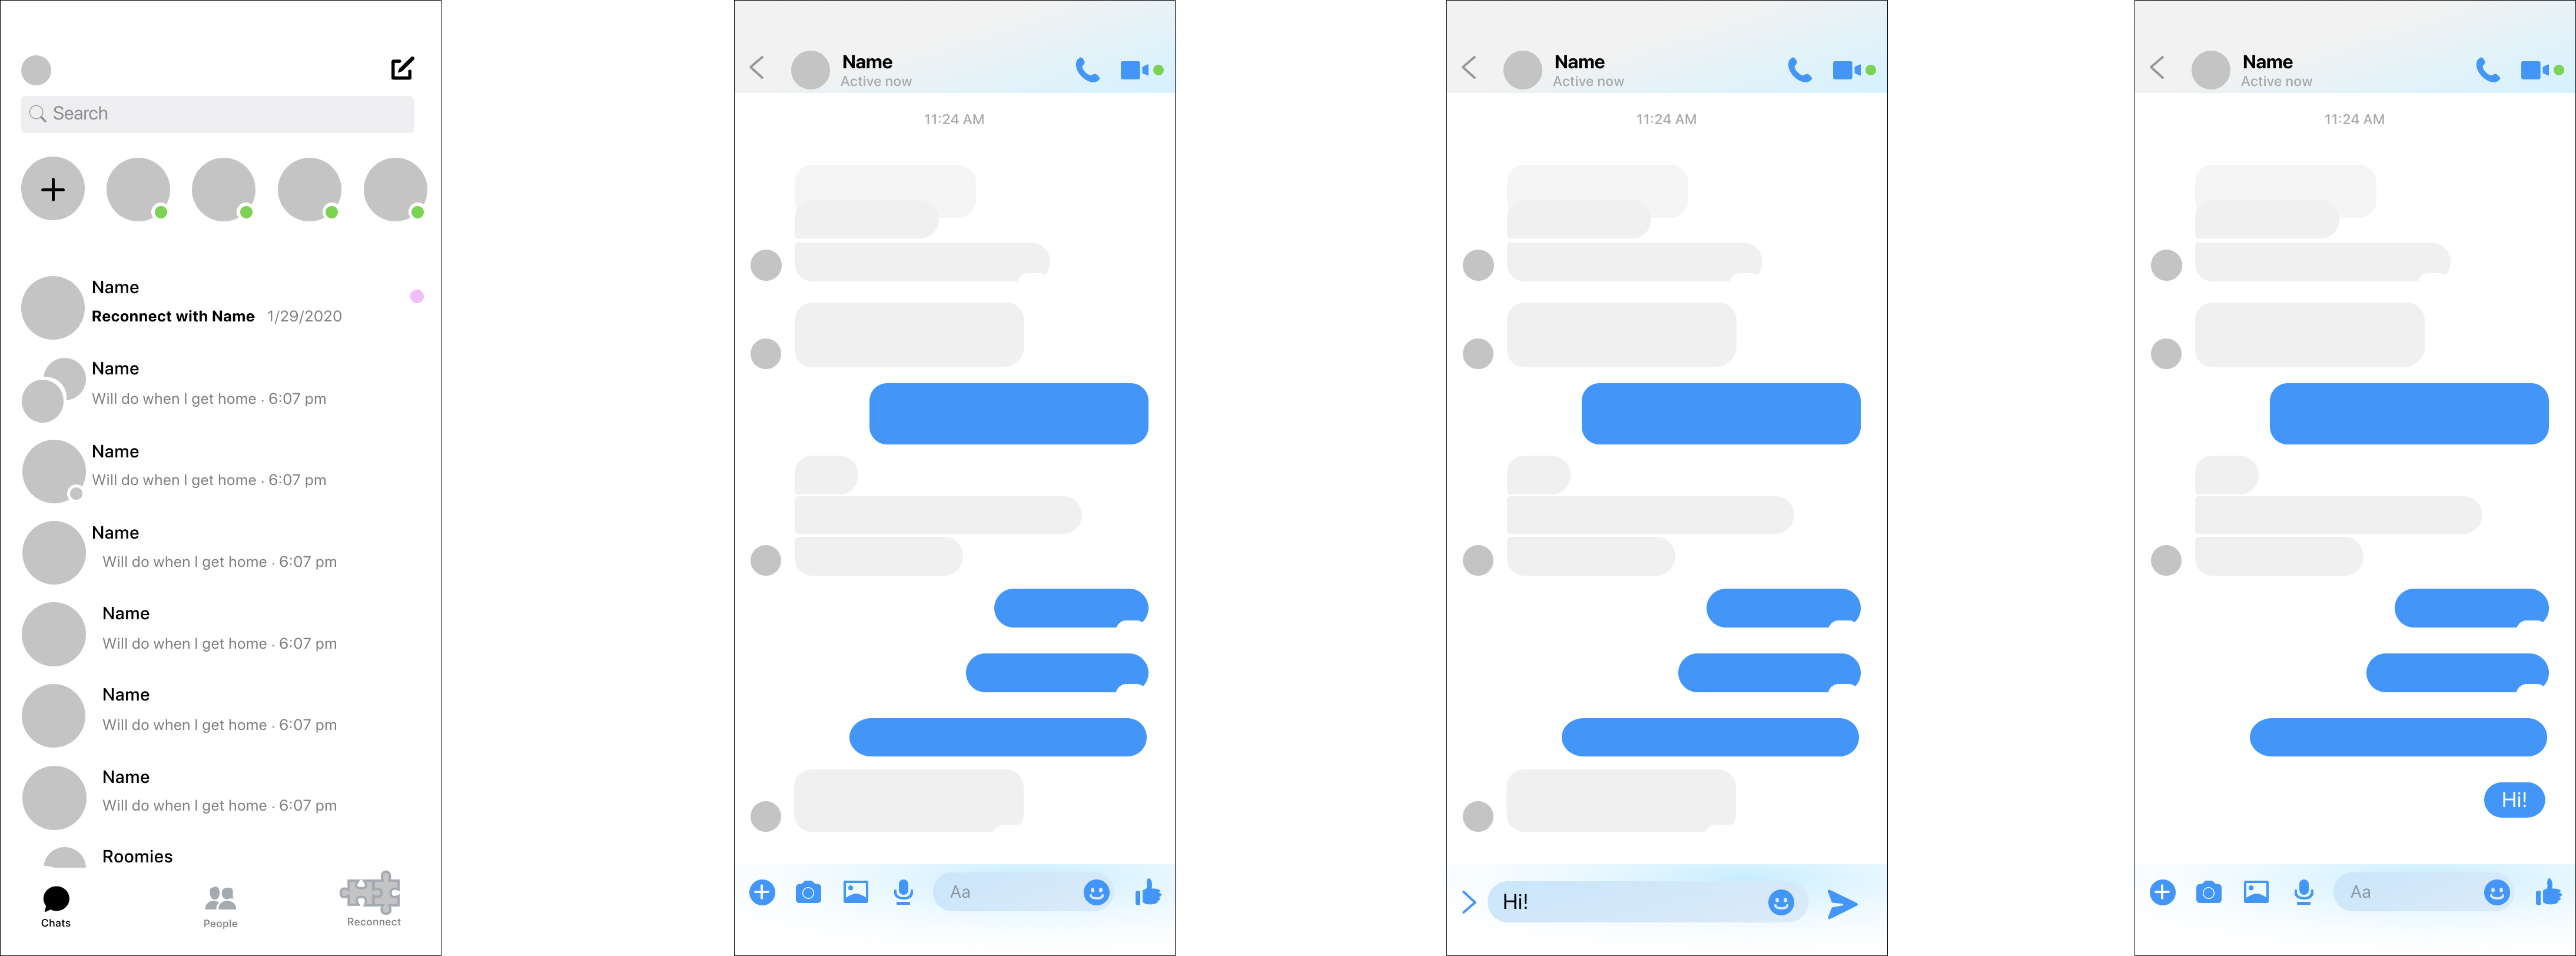 Search
Name
Reconnect with Name 1/29/2020
Name
Will do when I get home · 6:07 pm
Name
Will do when I get home · 6:07 pm
Name
Will do when I get home · 6:07 pm
Name
Will do when I get home · 6:07 pm
Name
Will do when I get home · 6:07 pm
Name
Will do when I get home · 6:07 pm
Roomies
Chats
People
Reconnect
Name
Active now
11:24 AM
Aa
Name
Active now
11:24 AM
Hi!
Name
Active now
11:24 AM
Hi!
Aa